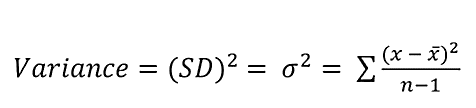 Variance = (SD)² = σ² = ∑ (x − x̄)² / n−1